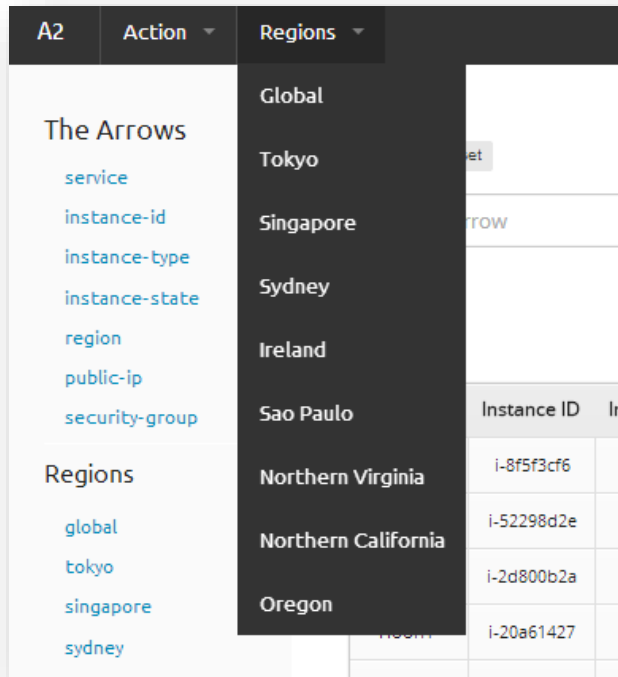 A2 Action Regions
Global
Tokyo
Singapore
Sydney
Ireland
Sao Paulo
Northern Virginia
Northern California
Oregon
The Arrows
service
instance-id
instance-type
instance-state
region
public-ip
security-group
Regions
global
tokyo
singapore
sydney
Instance ID
i-8f5f3cf6
i-52298d2e
i-2d800b2a
i-20a61427